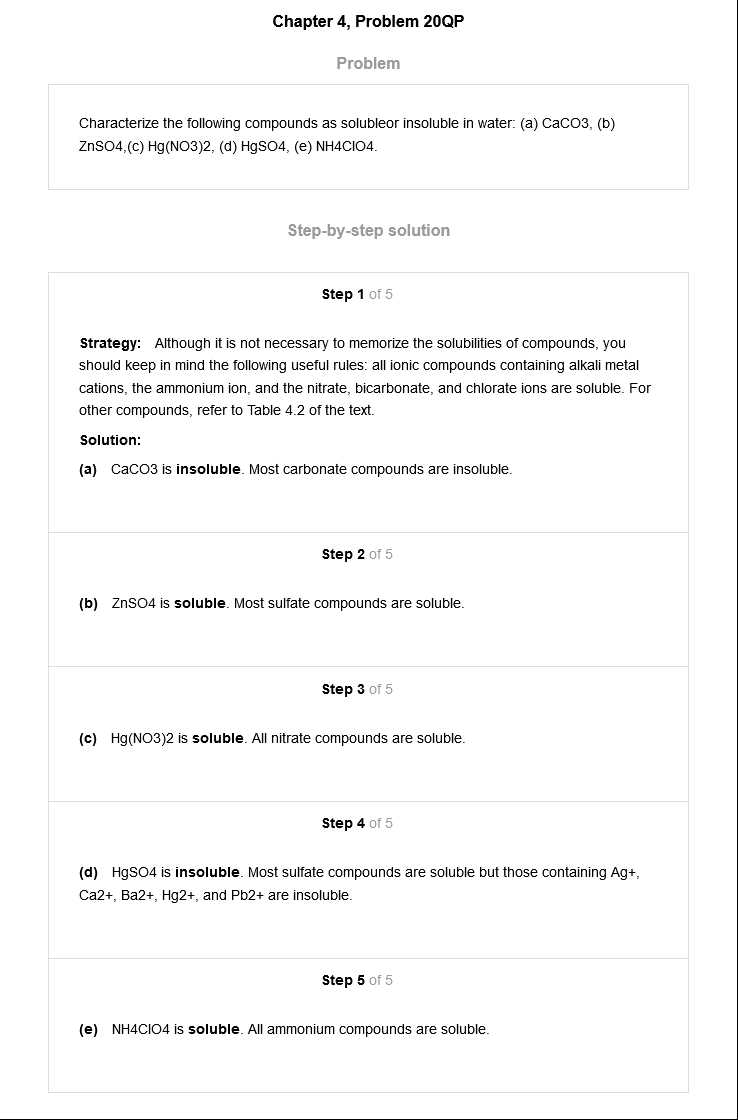 Chapter 4, Problem 20QP
Problem
Characterize the following compounds as solubleor insoluble in water: (a) CaCO3, (b)
ZnSO4,(c) Hg(NO3)2, (d) HgSO4, (e) NH4ClO4.
Step-by-step solution
Step 1 of 5
Strategy: Although it is not necessary to memorize the solubilities of compounds, you
should keep in mind the following useful rules: all ionic compounds containing alkali metal
cations, the ammonium ion, and the nitrate, bicarbonate, and chlorate ions are soluble. For
other compounds, refer to Table 4.2 of the text.
Solution:
(a) CaCO3 is insoluble. Most carbonate compounds are insoluble.
Step 2 of 5
(b) ZnSO4 is soluble. Most sulfate compounds are soluble.
Step 3 of 5
(c) Hg(NO3)2 is soluble. All nitrate compounds are soluble.
Step 4 of 5
(d) HgSO4 is insoluble. Most sulfate compounds are soluble but those containing Ag+,
Ca2+, Ba2+, Hg2+, and Pb2+ are insoluble.
Step 5 of 5
(e) NH4ClO4 is soluble. All ammonium compounds are soluble.